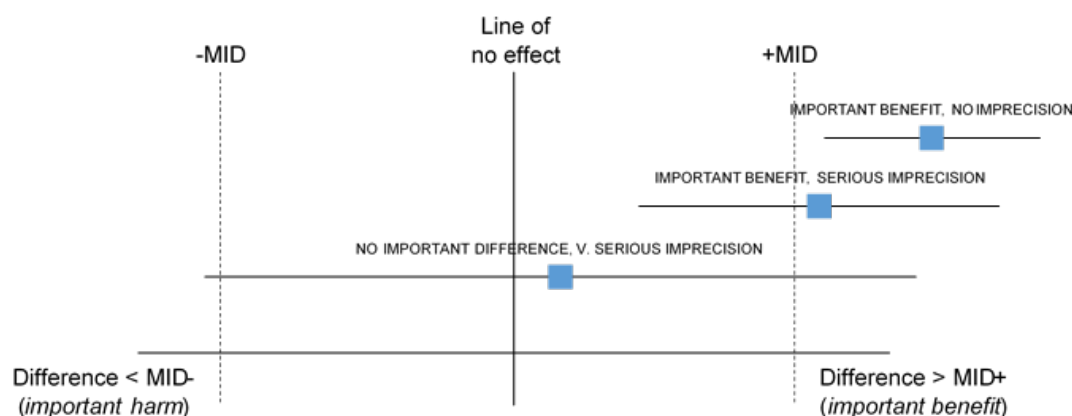 Line of
no effect
-MID
+MID
IMPORTANT BENEFIT, NO IMPRECISION
IMPORTANT BENEFIT, SERIOUS IMPRECISION
NO IMPORTANT DIFFERENCE, V. SERIOUS IMPRECISION
Difference < MID-
(important harm)
Difference > MID+
(important benefit)